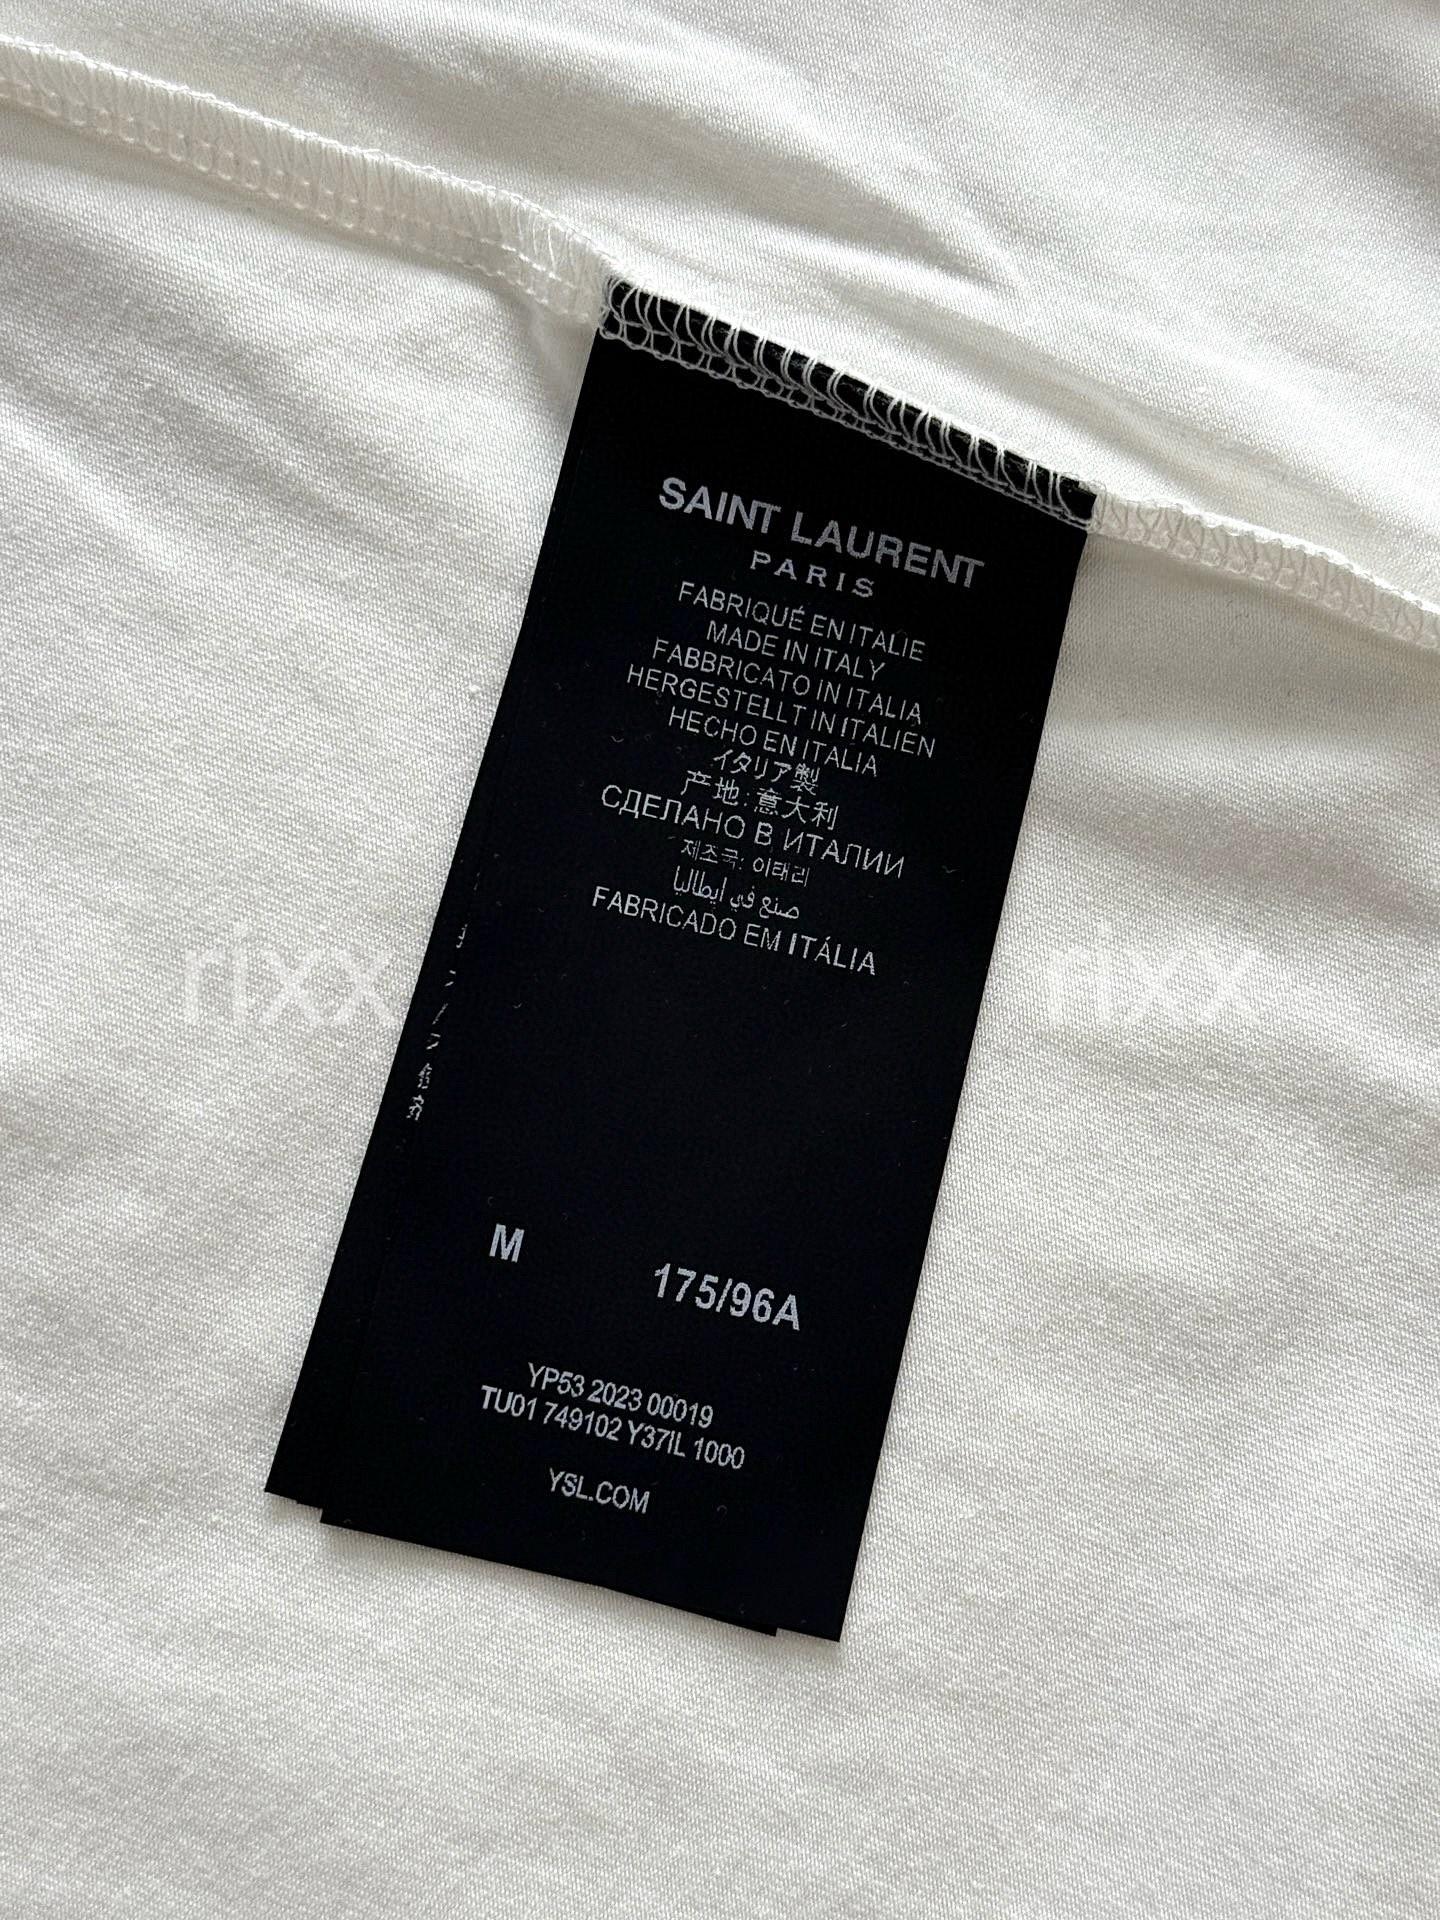 SAINT LAURENT
PARIS
FABRIQUÉ EN ITALIE
MADE IN ITALY
FABBRICATO IN ITALIA
HERGESTELLT IN ITALIEN
HECHO EN ITALIA
イタリア製
产地:意大利
СДЕЛАНО В ИТАЛИИ
제조국: 이태리
صنع في ايطاليا
FABRICADO EM ITÁLIA
rixx rixx
M 175/96A
YP53 2023 00019
TU01 749102 Y37IL 1000
YSL.COM